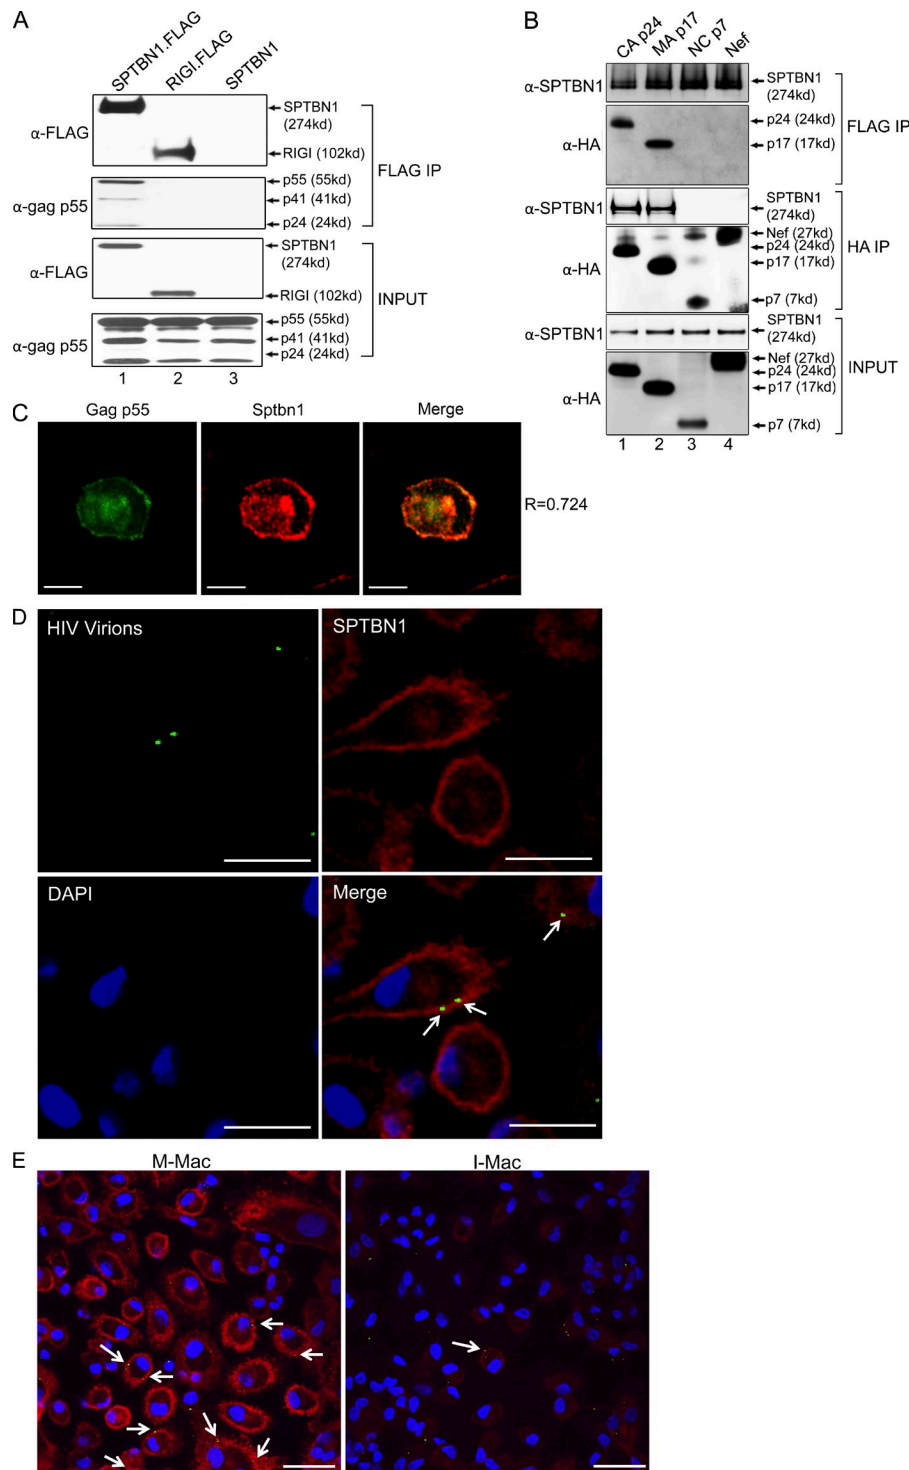 A
SPTBN1.FLAG
RIGI.FLAG
SPTBN1
α-FLAG
SPTBN1
(274kd)
RIGI (102kd)
α-gag p55
p55 (55kd)
p41 (41kd)
p24 (24kd)
FLAG IP
α-FLAG
SPTBN1
(274kd)
RIGI (102kd)
α-gag p55
p55 (55kd)
p41 (41kd)
p24 (24kd)
INPUT
1 2 3
B
CA p24
MA p17
NC p7
Nef
α-SPTBN1
SPTBN1
(274kd)
α-HA
p24 (24kd)
p17 (17kd)
FLAG IP
α-SPTBN1
SPTBN1
(274kd)
α-HA
Nef (27kd)
p24 (24kd)
p17 (17kd)
p7 (7kd)
HA IP
α-SPTBN1
SPTBN1
(274kd)
α-HA
Nef (27kd)
p24 (24kd)
p17 (17kd)
p7 (7kd)
INPUT
1 2 3 4
C
Gag p55
Sptbn1
Merge
R=0.724
D
HIV Virions
SPTBN1
DAPI
Merge
E
M-Mac
I-Mac